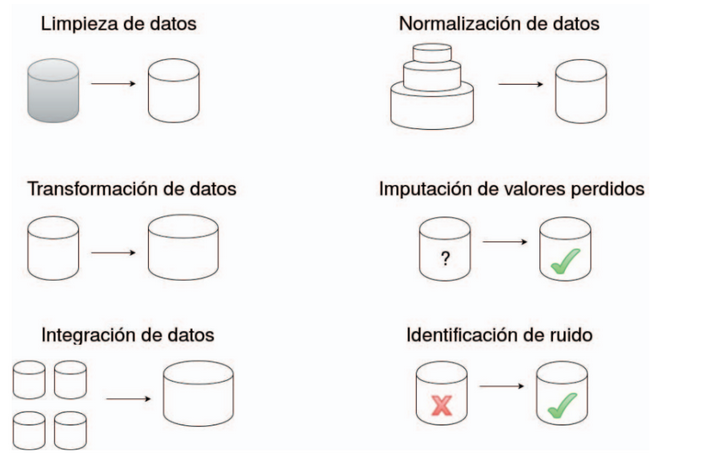 Limpieza de datos
Normalización de datos
Transformación de datos
Imputación de valores perdidos
?
Integración de datos
Identificación de ruido